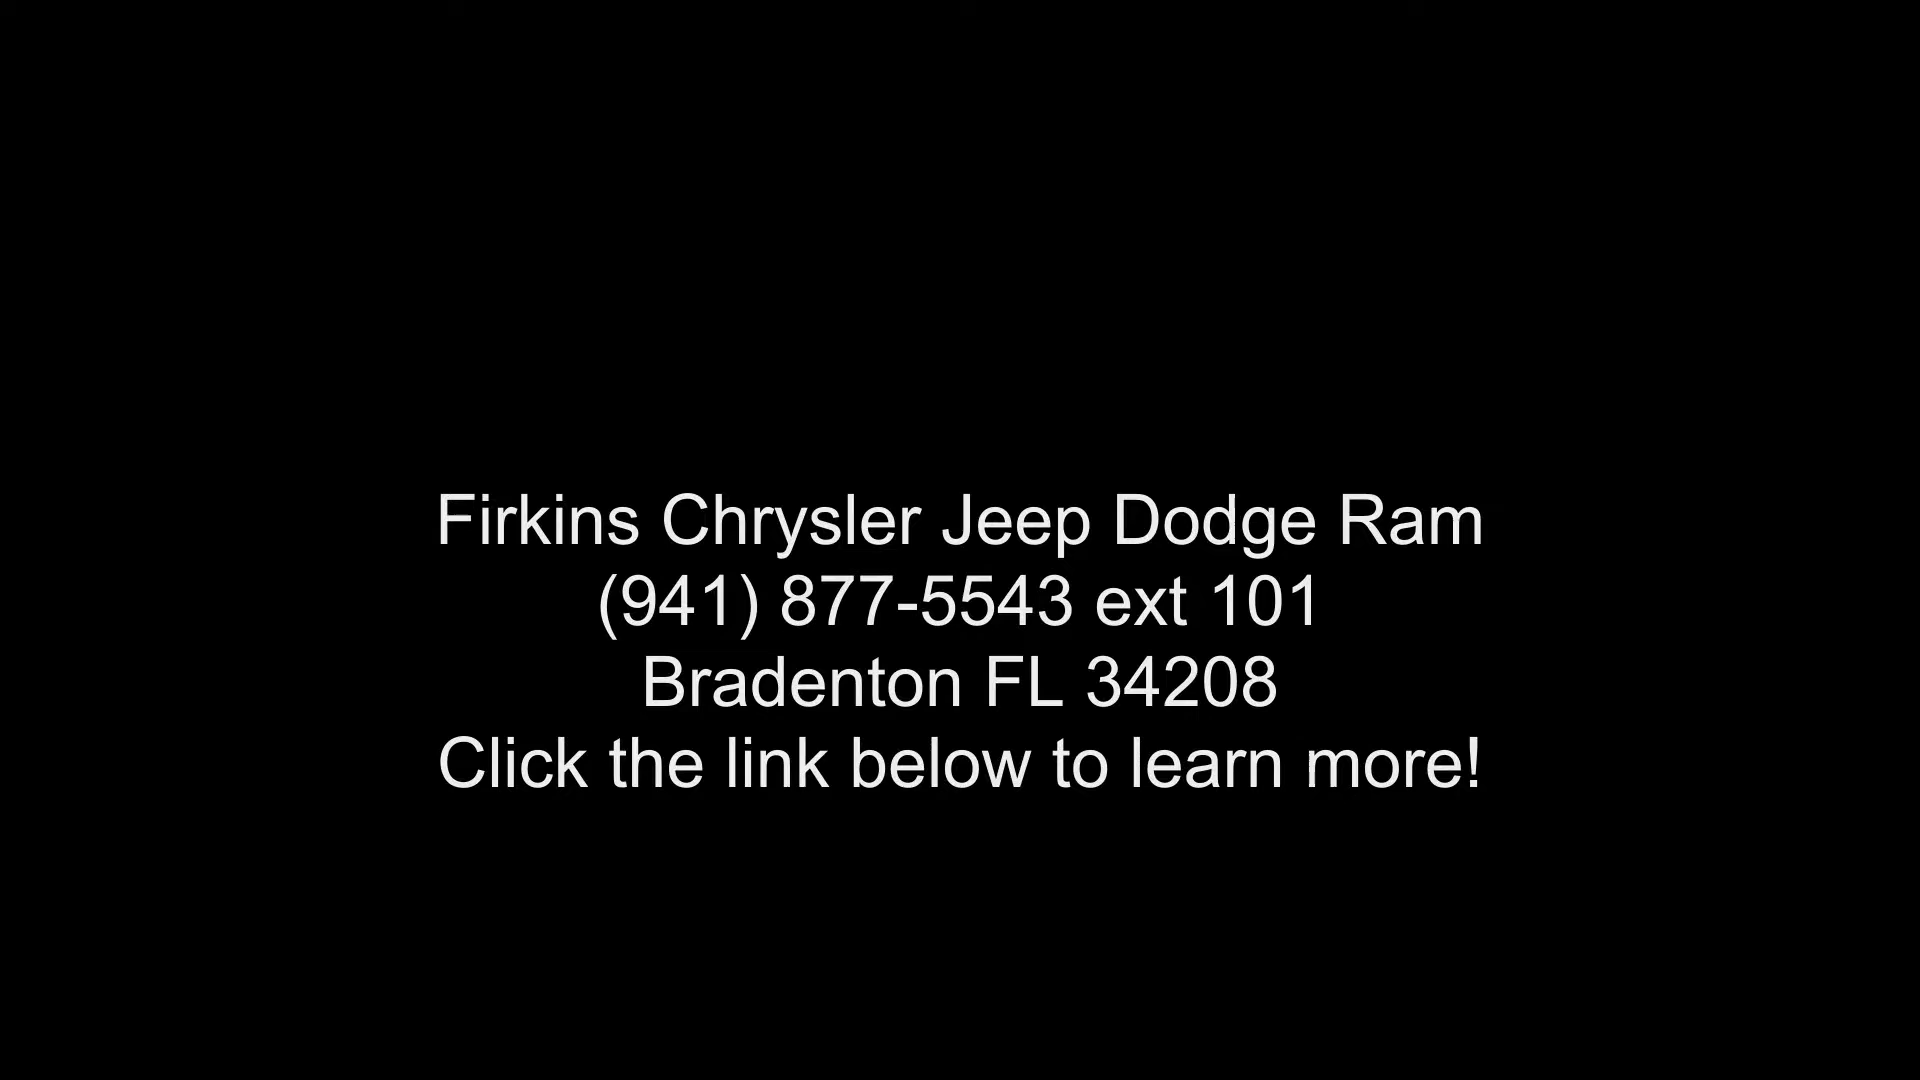 Firkins Chrysler Jeep Dodge Ram
(941) 877-5543 ext 101
Bradenton FL 34208
Click the link below to learn more!